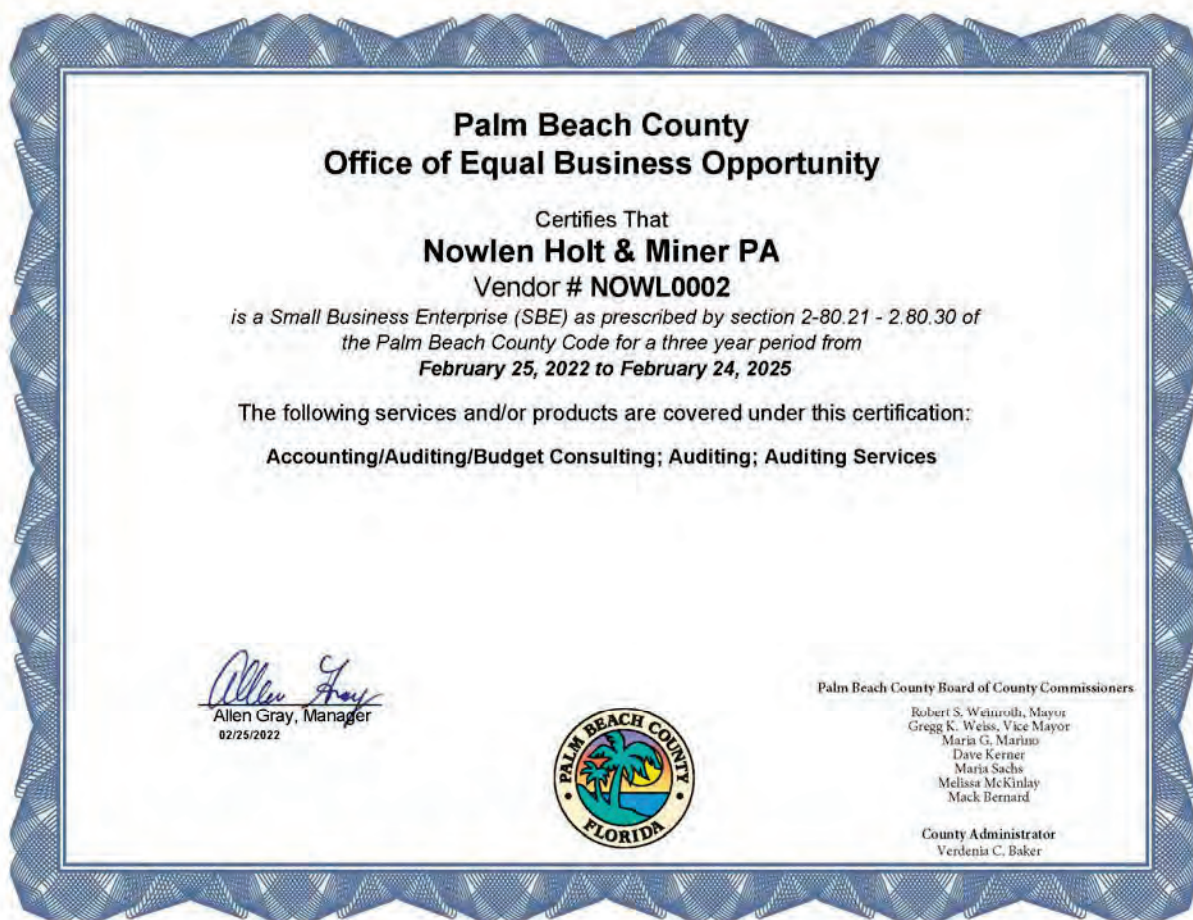 Palm Beach County
Office of Equal Business Opportunity
Certifies That
Nowlen Holt & Miner PA
Vendor # NOWL0002
is a Small Business Enterprise (SBE) as prescribed by section 2-80.21 - 2.80.30 of
the Palm Beach County Code for a three year period from
February 25, 2022 to February 24, 2025
The following services and/or products are covered under this certification:
Accounting/Auditing/Budget Consulting; Auditing; Auditing Services
Allen Gray
Allen Gray, Manager
02/25/2022
PALM BEACH COUNTY
FLORIDA
Palm Beach County Board of County Commissioners
Robert S. Weinroth, Mayor
Gregg K. Weiss, Vice Mayor
Maria G. Marino
Dave Kerner
Maria Sachs
Melissa McKinlay
Mack Bernard
County Administrator
Verdenia C. Baker